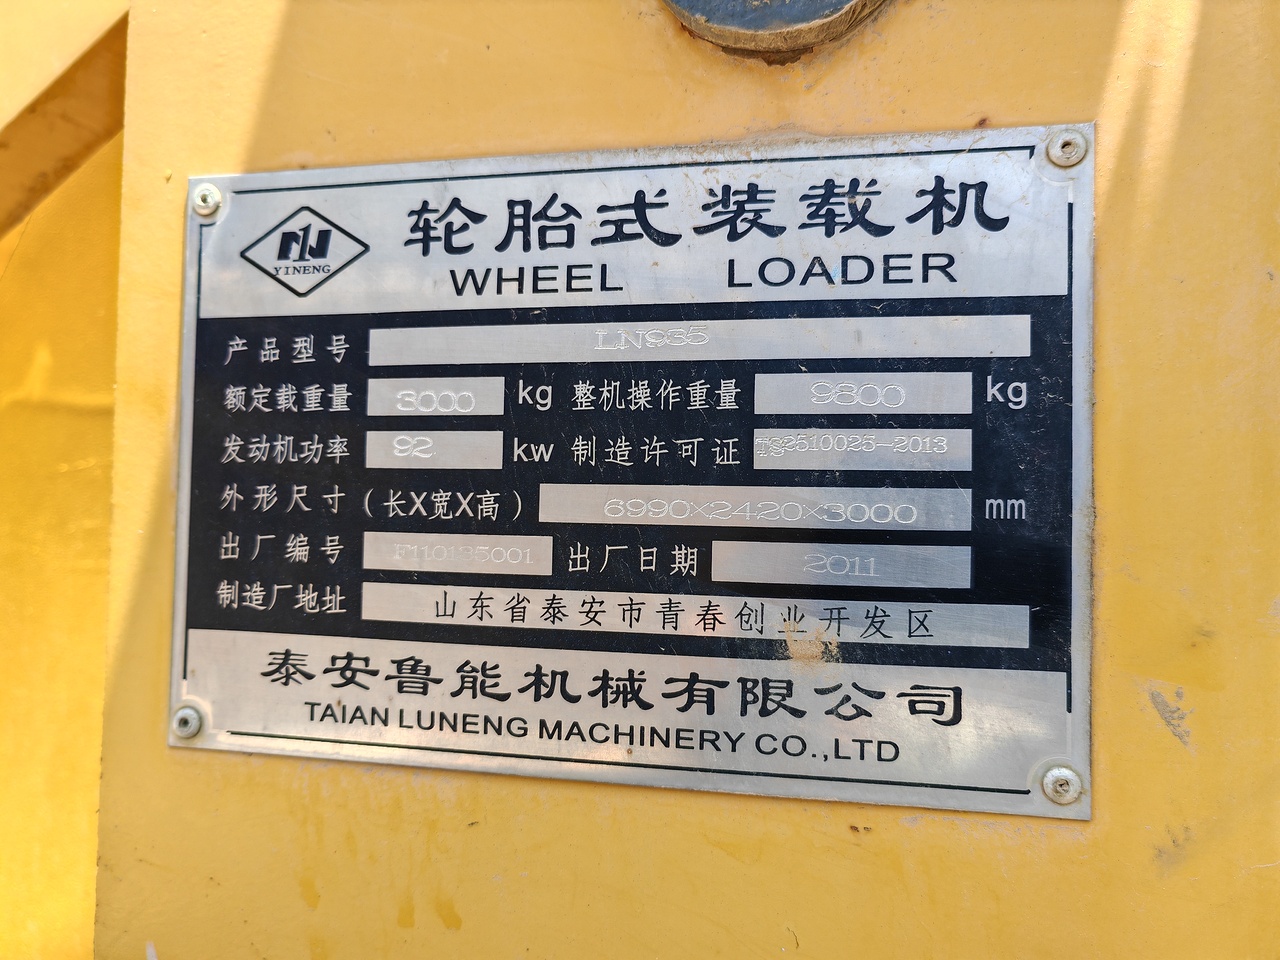 YINENG
轮胎式装载机
WHEEL LOADER
产品型号 LN935
额定载重量 3000 kg 整机操作重量 9800 kg
发动机功率 92 kw 制造许可证 TS2510025-2013
外形尺寸(长X宽X高) 6990×2420×3000 mm
出厂编号 F110135001 出厂日期 2011
制造厂地址 山东省泰安市青春创业开发区
泰安鲁能机械有限公司
TAIAN LUNENG MACHINERY CO.,LTD